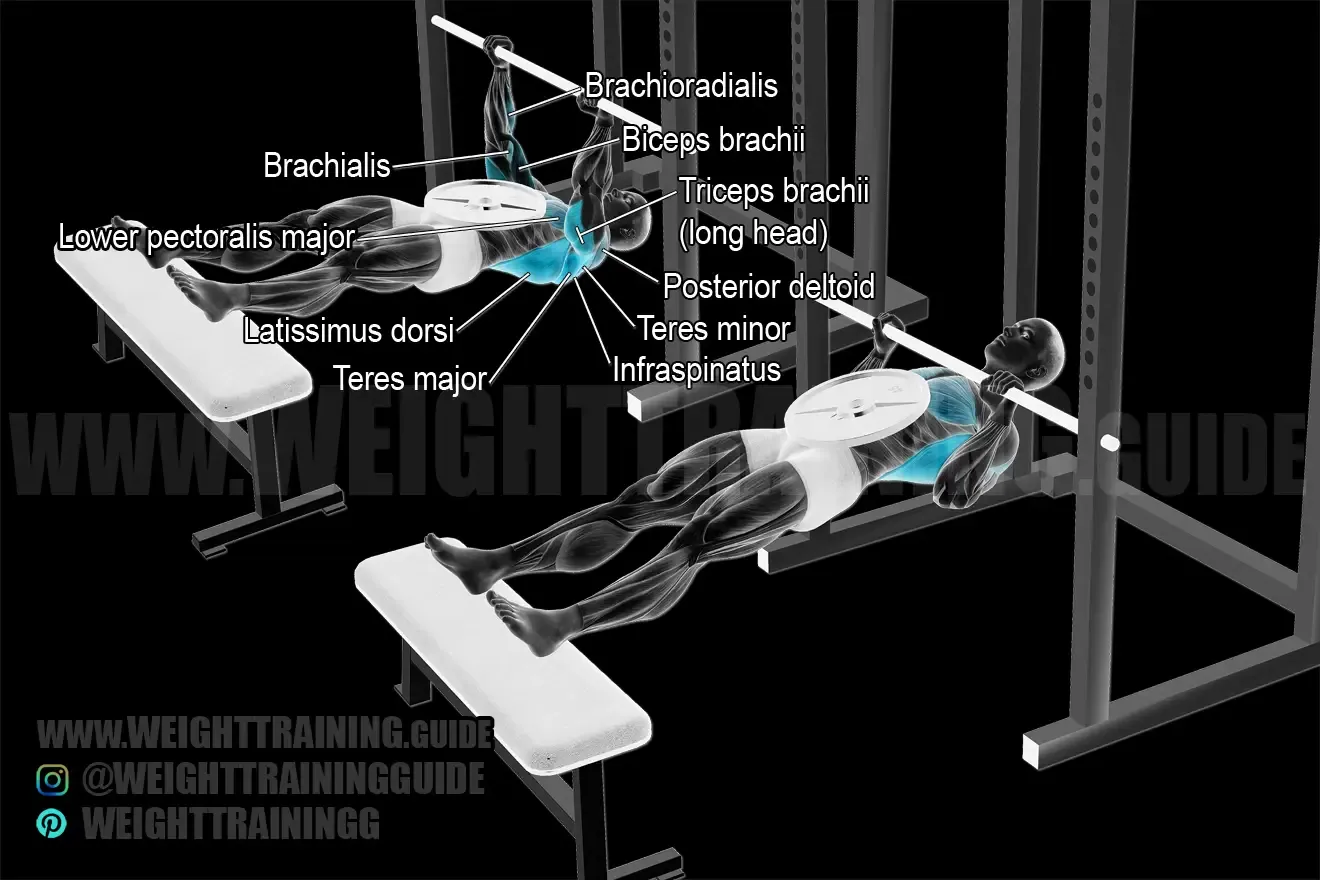 Brachioradialis
Biceps brachii
Brachialis
Triceps brachii
(long head)
Lower pectoralis major
Posterior deltoid
Latissimus dorsi
Teres minor
Infraspinatus
Teres major
WWW.WEIGHTTRAINING.GUIDE
WWW.WEIGHTTRAINING.GUIDE
@WEIGHTTRAININGGUIDE
WEIGHTTRAININGG